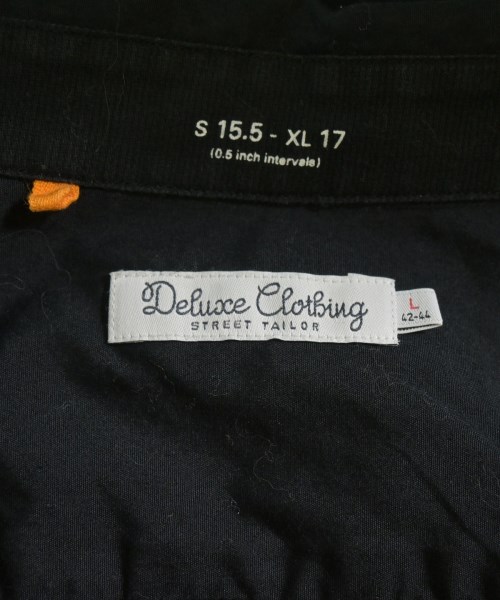 S 15.5 - XL 17
(0.5 inch intervals)
Deluxe Clothing
STREET TAILOR
L
42-44